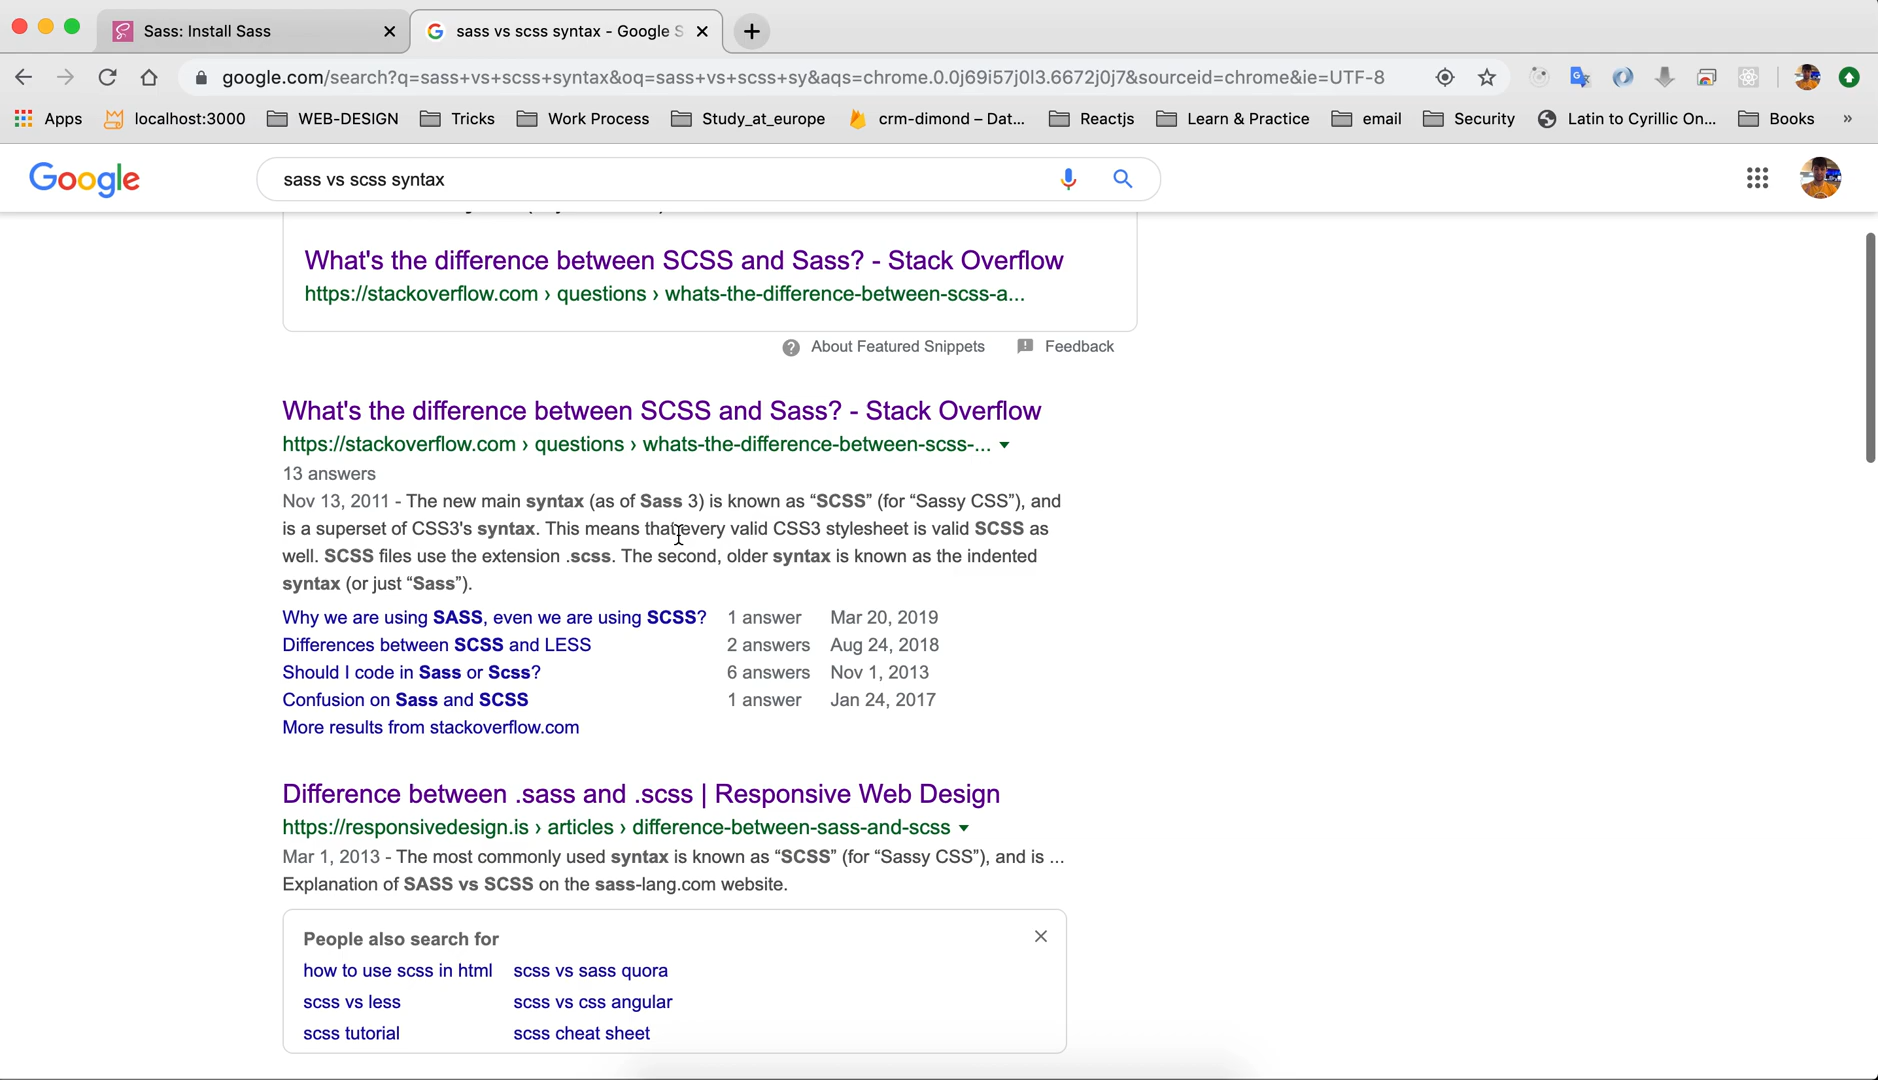 Sass: Install Sass
sass vs scss syntax - Google S
google.com/search?q=sass+vs+scss+syntax&oq=sass+vs+scss+sy&aqs=chrome.0.0j69i57j0l3.6672j0j7&sourceid=chrome&ie=UTF-8
Apps localhost:3000 WEB-DESIGN Tricks Work Process Study_at_europe crm-dimond – Dat... Reactjs Learn & Practice email Security Latin to Cyrillic On... Books »
Google sass vs scss syntax
What's the difference between SCSS and Sass? - Stack Overflow
https://stackoverflow.com › questions › whats-the-difference-between-scss-a...
About Featured Snippets Feedback
What's the difference between SCSS and Sass? - Stack Overflow
https://stackoverflow.com › questions › whats-the-difference-between-scss-...
13 answers
Nov 13, 2011 - The new main syntax (as of Sass 3) is known as “SCSS” (for “Sassy CSS”), and
is a superset of CSS3's syntax. This means that every valid CSS3 stylesheet is valid SCSS as
well. SCSS files use the extension .scss. The second, older syntax is known as the indented
syntax (or just “Sass”).
Why we are using SASS, even we are using SCSS? 1 answer Mar 20, 2019
Differences between SCSS and LESS 2 answers Aug 24, 2018
Should I code in Sass or Scss? 6 answers Nov 1, 2013
Confusion on Sass and SCSS 1 answer Jan 24, 2017
More results from stackoverflow.com
Difference between .sass and .scss | Responsive Web Design
https://responsivedesign.is › articles › difference-between-sass-and-scss
Mar 1, 2013 - The most commonly used syntax is known as “SCSS” (for “Sassy CSS”), and is ...
Explanation of SASS vs SCSS on the sass-lang.com website.
People also search for
how to use scss in html scss vs sass quora
scss vs less scss vs css angular
scss tutorial scss cheat sheet